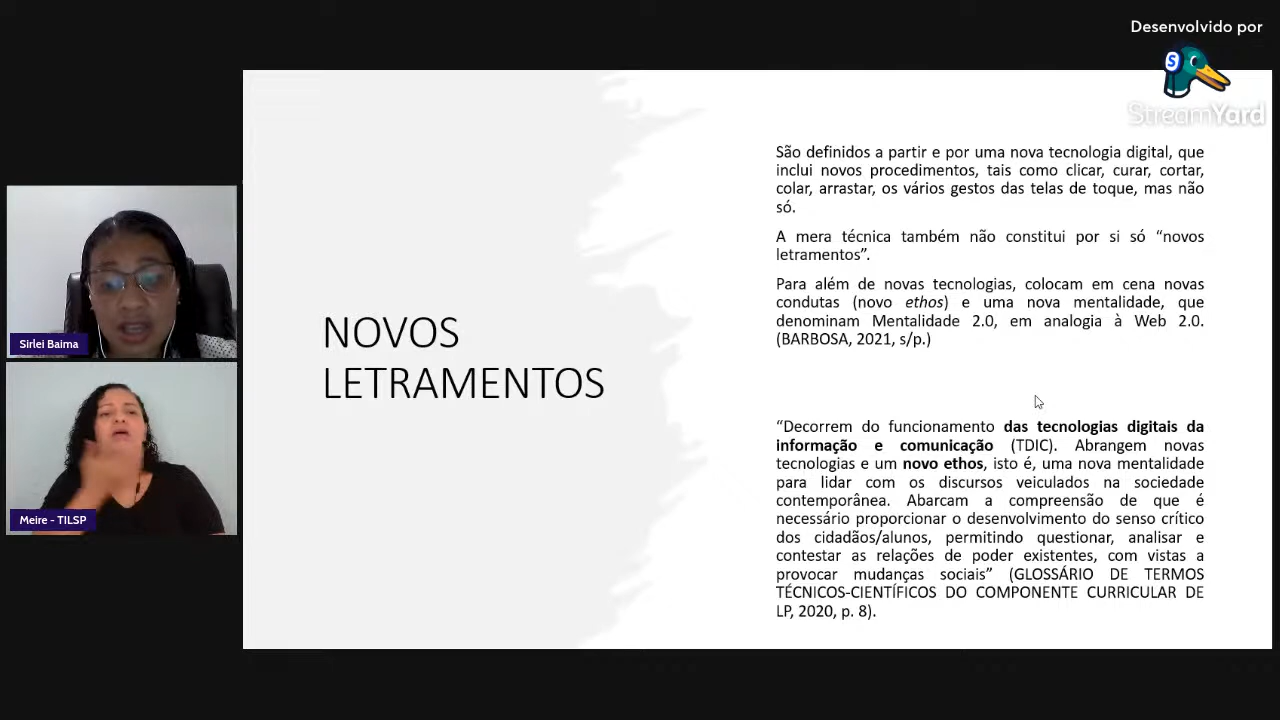 Desenvolvido por
S
StreamYard
Sirlei Baima
Meire - TILSP
NOVOS
LETRAMENTOS
São definidos a partir e por uma nova tecnologia digital, que
inclui novos procedimentos, tais como clicar, curar, cortar,
colar, arrastar, os vários gestos das telas de toque, mas não
só.
A mera técnica também não constitui por si só “novos
letramentos”.
Para além de novas tecnologias, colocam em cena novas
condutas (novo ethos) e uma nova mentalidade, que
denominam Mentalidade 2.0, em analogia à Web 2.0.
(BARBOSA, 2021, s/p.)
“Decorrem do funcionamento das tecnologias digitais da
informação e comunicação (TDIC). Abrangem novas
tecnologias e um novo ethos, isto é, uma nova mentalidade
para lidar com os discursos veiculados na sociedade
contemporânea. Abarcam a compreensão de que é
necessário proporcionar o desenvolvimento do senso crítico
dos cidadãos/alunos, permitindo questionar, analisar e
contestar as relações de poder existentes, com vistas a
provocar mudanças sociais” (GLOSSÁRIO DE TERMOS
TÉCNICOS-CIENTÍFICOS DO COMPONENTE CURRICULAR DE
LP, 2020, p. 8).